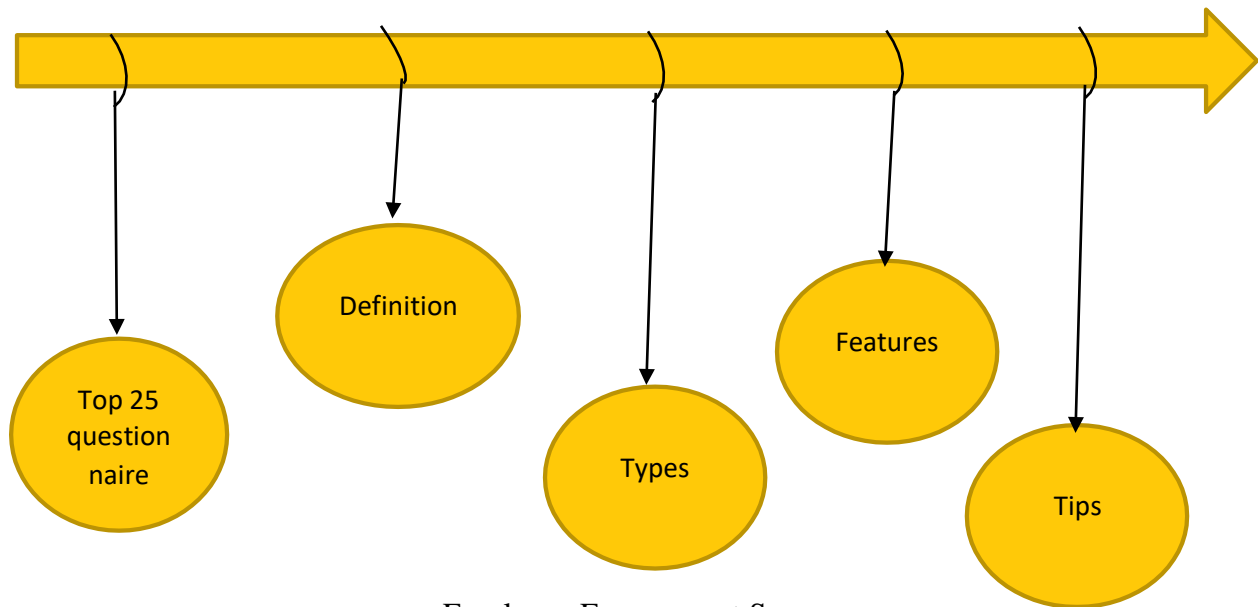 Definition
Features
Top 25
question
naire
Types
Tips